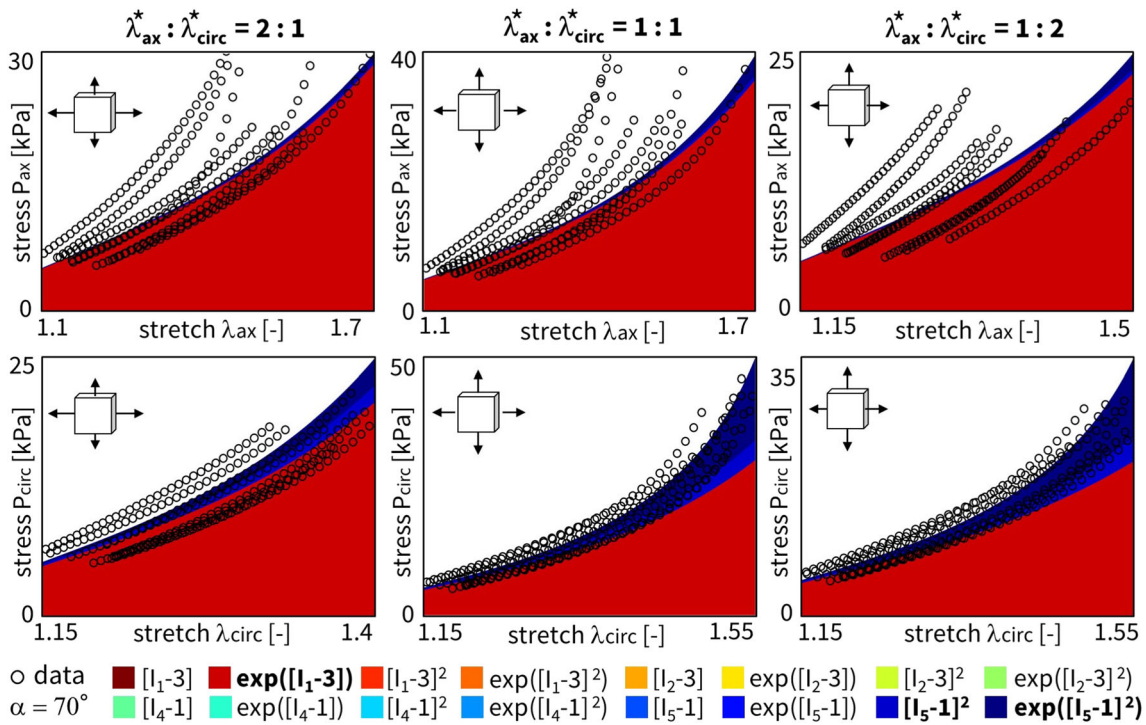 λ*ax : λ*circ = 2 : 1
λ*ax : λ*circ = 1 : 1
λ*ax : λ*circ = 1 : 2
30
stress Pax [kPa]
0
1.1
stretch λax [-]
1.7
40
stress Pax [kPa]
0
1.1
stretch λax [-]
1.7
25
stress Pax [kPa]
0
1.15
stretch λax [-]
1.5
25
stress Pcirc [kPa]
0
1.15
stretch λcirc [-]
1.4
50
stress Pcirc [kPa]
0
1.15
stretch λcirc [-]
1.55
35
stress Pcirc [kPa]
0
1.15
stretch λcirc [-]
1.55
data [I₁-3] exp([I₁-3]) [I₁-3]² exp([I₁-3]²) [I₂-3] exp([I₂-3]) [I₂-3]² exp([I₂-3]²)
α = 70° [I₄-1] exp([I₄-1]) [I₄-1]² exp([I₄-1]²) [I₅-1] exp([I₅-1]) [I₅-1]² exp([I₅-1]²)